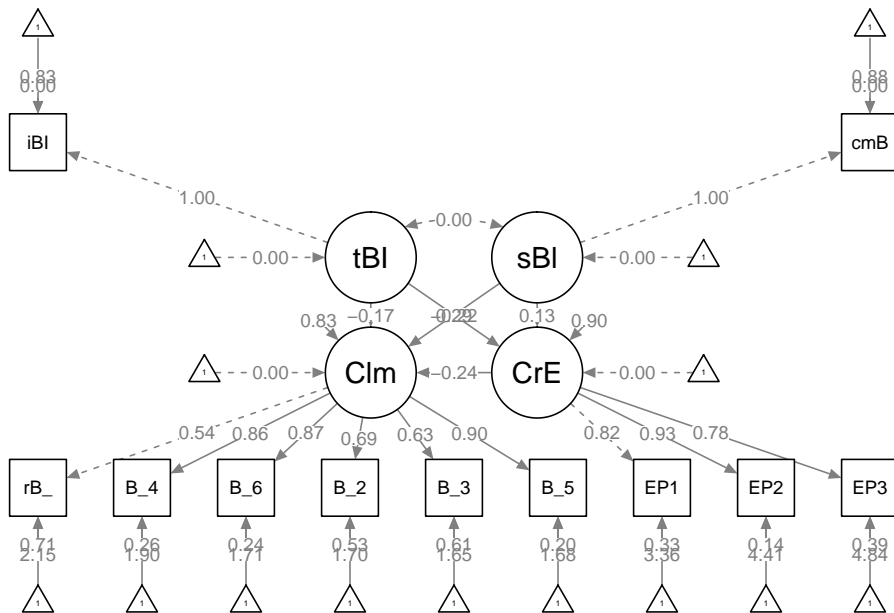 1 1
0.83 0.88
0.00 0.00
iBI cmB
1.00 1.00
-0.00
tBI sBI
1 0.00 0.00 1
0.83 −0.17 −0.22 0.13 0.90
1 0.00 Clm −0.24 CrE 0.00 1
0.54 0.86 0.87 0.69 0.63 0.90 0.82 0.93 0.78
rB_ B_4 B_6 B_2 B_3 B_5 EP1 EP2 EP3
0.71 0.26 0.24 0.53 0.61 0.20 0.33 0.14 0.39
2.15 1.90 1.71 1.70 1.65 1.68 3.36 4.41 4.84
1 1 1 1 1 1 1 1 1